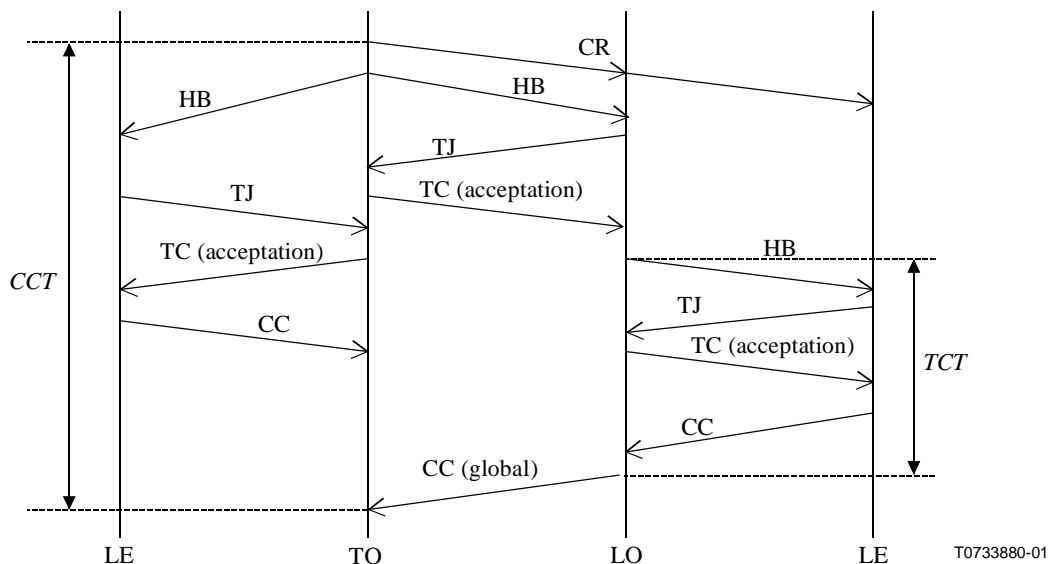 CR
HB
HB
TJ
TJ
TC (acceptation)
TC (acceptation)
HB
CCT
TJ
CC
TC (acceptation)
TCT
CC
CC (global)
LE
TO
LO
LE
T0733880-01